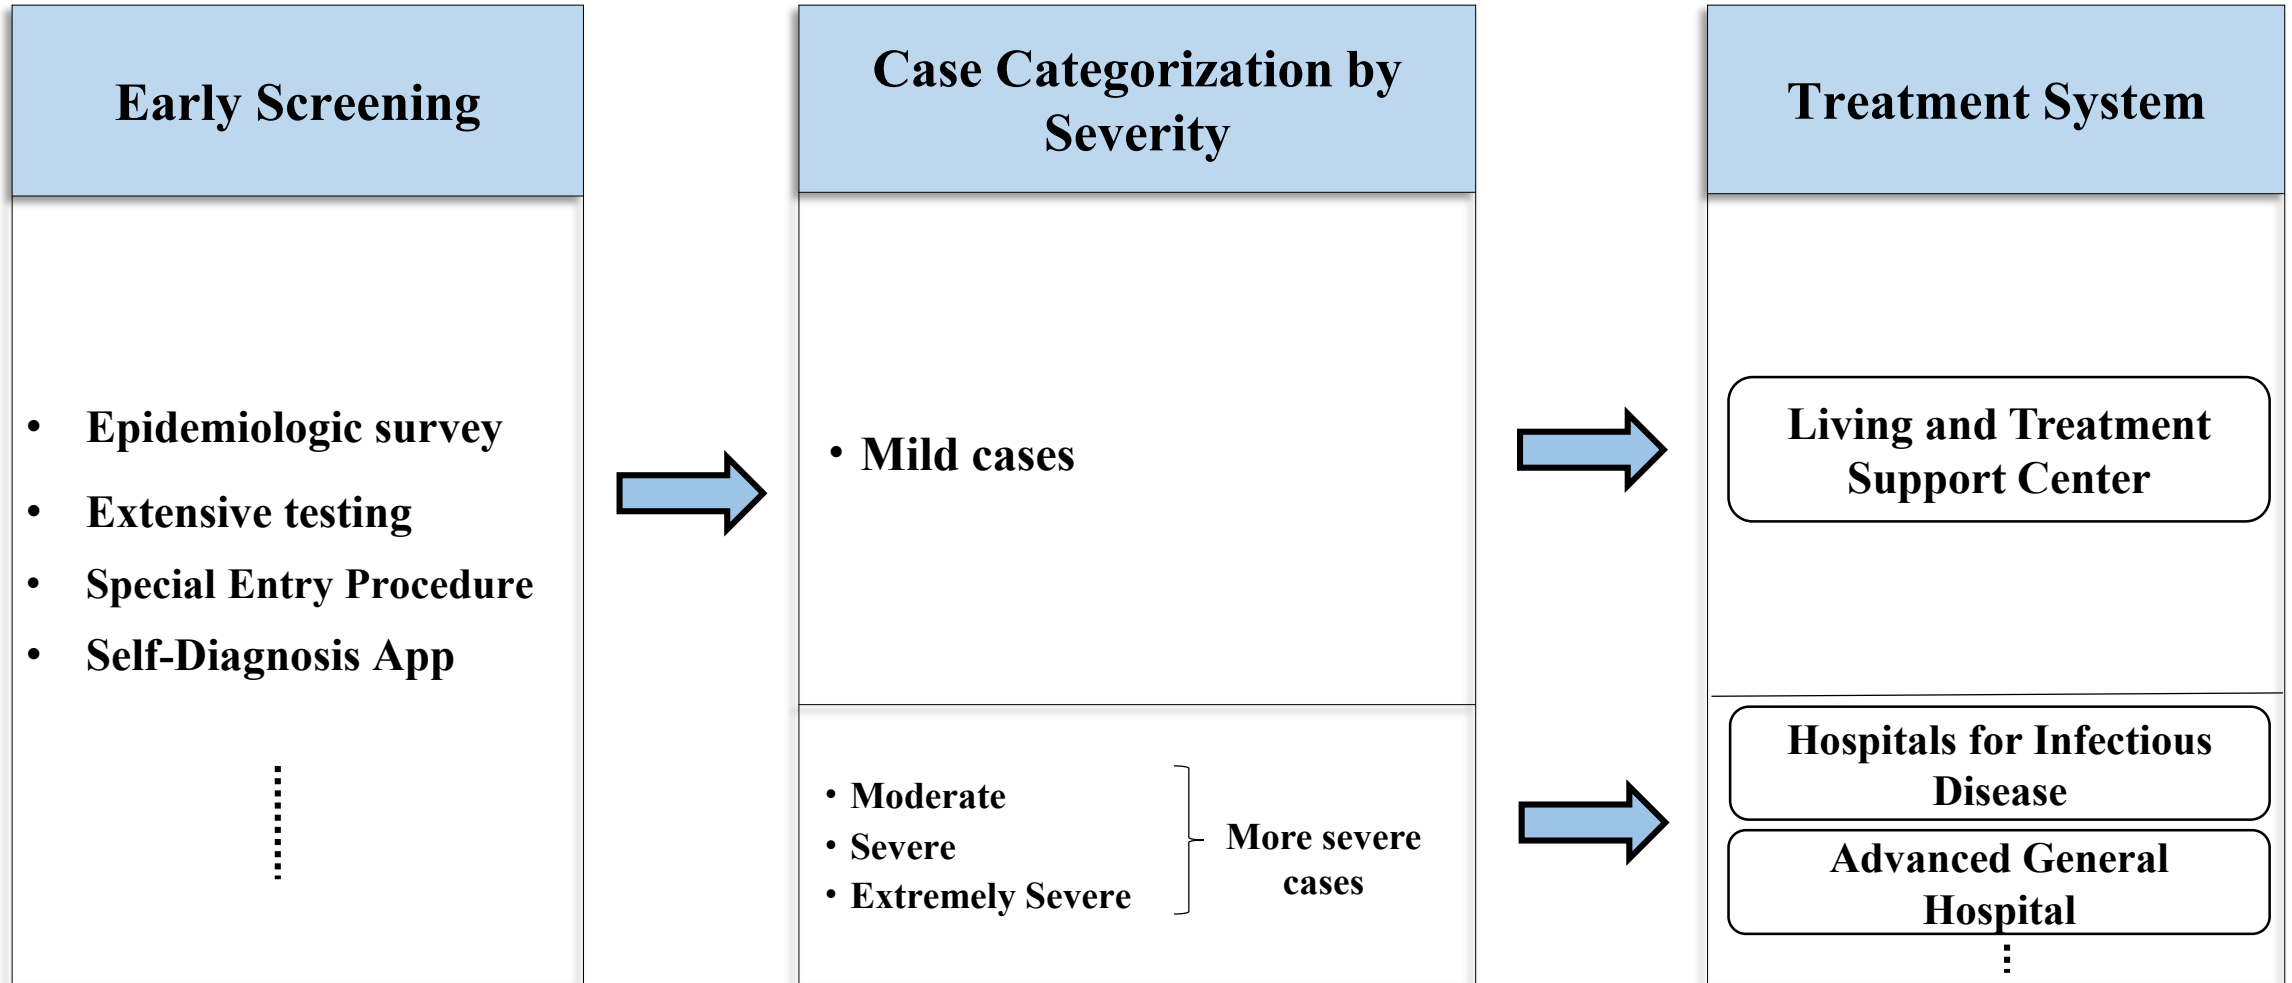 Early Screening
• Epidemiologic survey
• Extensive testing
• Special Entry Procedure
• Self-Diagnosis App
Case Categorization by
Severity
• Mild cases
• Moderate
• Severe
• Extremely Severe
More severe
cases
Treatment System
Living and Treatment
Support Center
Hospitals for Infectious
Disease
Advanced General
Hospital